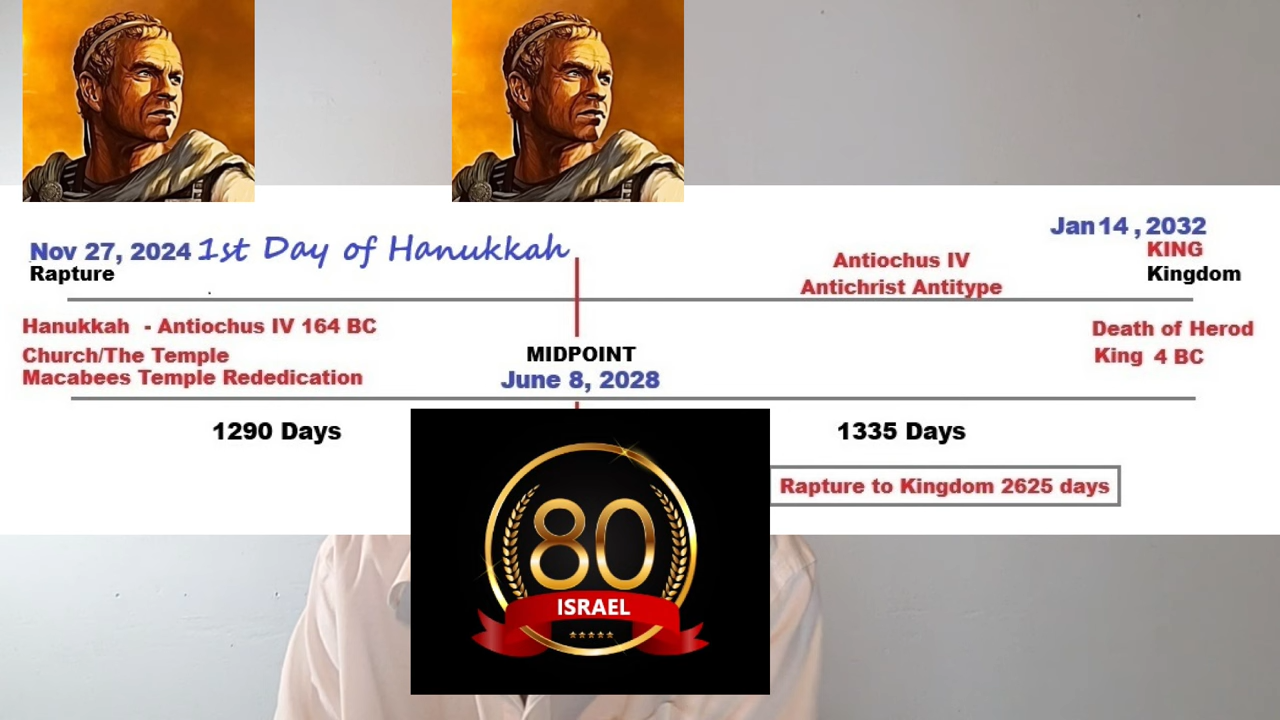 Nov 27, 2024 1st Day of Hanukkah
Rapture
Jan 14, 2032
KING
Kingdom
Antiochus IV
Antichrist Antitype
Hanukkah - Antiochus IV 164 BC
Church/The Temple
Macabees Temple Rededication
MIDPOINT
June 8, 2028
Death of Herod
King 4 BC
1290 Days
1335 Days
Rapture to Kingdom 2625 days
80
ISRAEL